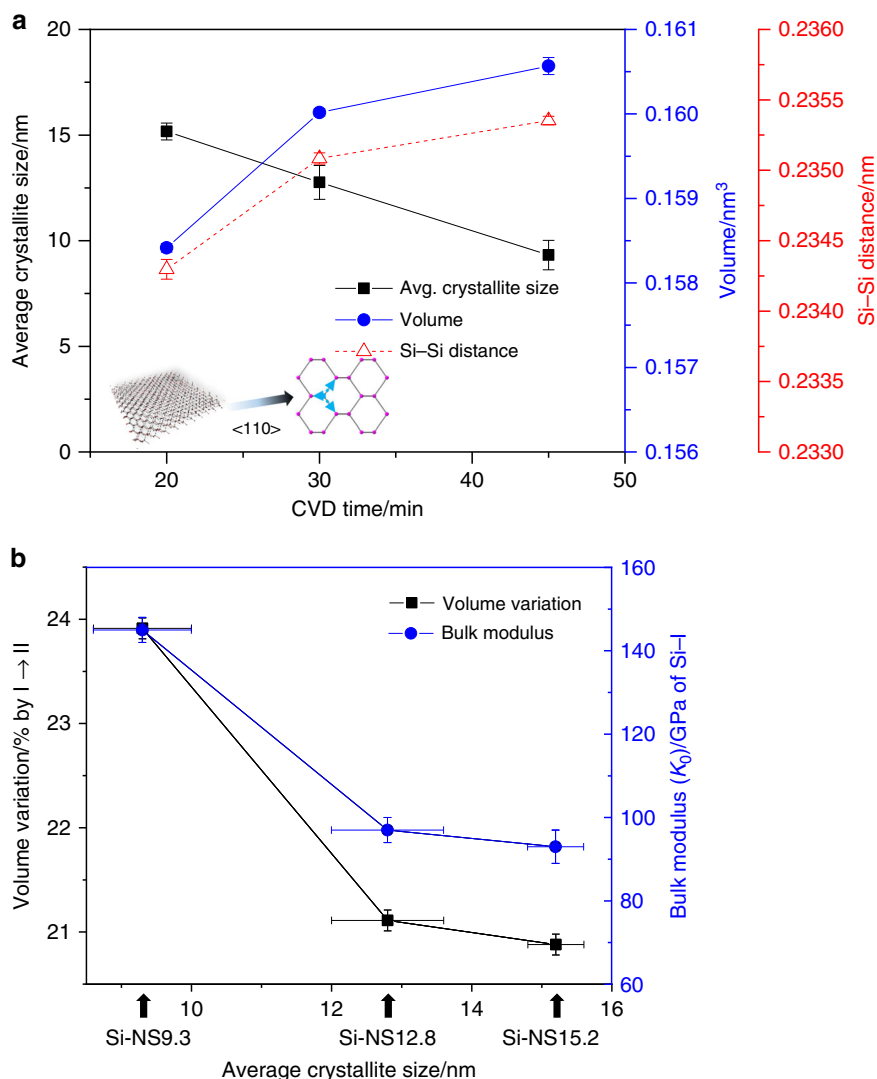 a
20
15
10
5
0
Average crystallite size/nm
0.161
0.160
0.159
0.158
0.157
0.156
Volume/nm³
0.2360
0.2355
0.2350
0.2345
0.2340
0.2335
0.2330
Si–Si distance/nm
Avg. crystallite size
Volume
Si–Si distance
<110>
20
30
40
50
CVD time/min
b
24
23
22
21
Volume variation/% by I → II
160
140
120
100
80
60
Bulk modulus (K₀)/GPa of Si–I
Volume variation
Bulk modulus
10
12
14
16
Si-NS9.3
Si-NS12.8
Si-NS15.2
Average crystallite size/nm